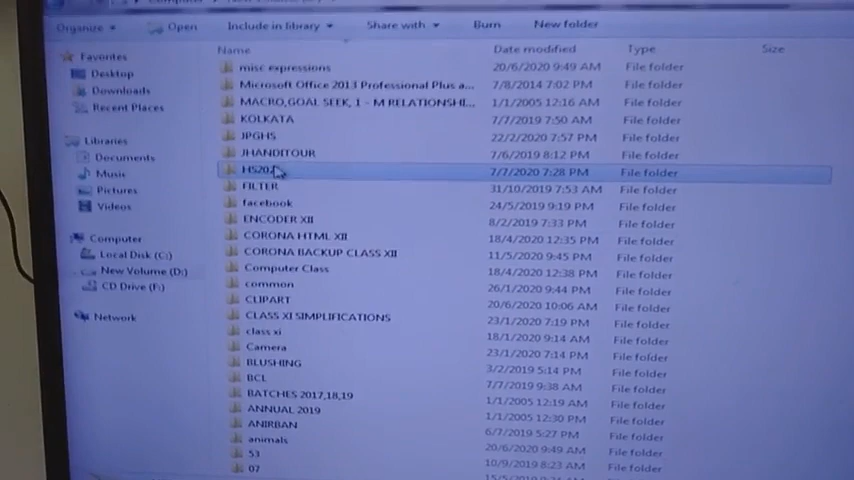 Organize Open Include in library Share with Burn New folder
Favorites
Desktop
Downloads
Recent Places
Libraries
Documents
Music
Pictures
Videos
Computer
Local Disk (C:)
New Volume (D:)
CD Drive (F:)
Network
Name Date modified Type Size
misc expressions 20/6/2020 9:49 AM File folder
Microsoft Office 2013 Professional Plus a... 7/8/2014 7:02 PM File folder
MACRO,GOAL SEEK, 1 - M RELATIONSHI... 1/1/2005 12:16 AM File folder
KOLKATA 7/7/2019 7:50 AM File folder
JPGHS 22/2/2020 7:57 PM File folder
JHANDITOUR 7/6/2019 8:12 PM File folder
7/7/2020 7:28 PM File folder
FILTER 31/10/2019 7:53 AM File folder
facebook 24/5/2019 9:19 PM File folder
ENCODER XII 8/2/2019 7:33 PM File folder
CORONA HTML XII 18/4/2020 12:35 PM File folder
CORONA BACKUP CLASS XII 11/5/2020 9:45 PM File folder
Computer Class 18/4/2020 12:38 PM File folder
common 26/1/2020 9:44 PM File folder
CLIPART 20/6/2020 10:06 AM File folder
CLASS XI SIMPLIFICATIONS 23/1/2020 7:19 PM File folder
class xi 18/1/2020 9:14 AM File folder
Camera 23/1/2020 7:14 PM File folder
BLUSHING 3/2/2019 5:14 PM File folder
BCL 7/7/2019 9:38 AM File folder
BATCHES 2017,18,19 1/1/2005 12:19 AM File folder
ANNUAL 2019 1/1/2005 12:30 PM File folder
ANIRBAN 6/7/2019 5:27 PM File folder
animals 20/6/2020 9:49 AM File folder
53 10/9/2019 8:23 AM File folder
07 File folder